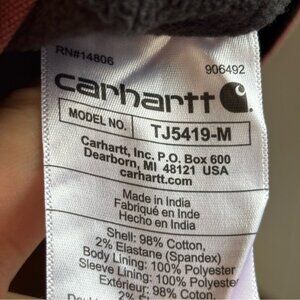 RN#14806
906492
carhartt
MODEL NO. TJ5419-M
Carhartt, Inc. P.O. Box 600
Dearborn, MI 48121 USA
carhartt.com
Made in India
Fabriqué en Inde
Hecho en India
Shell: 98% Cotton,
2% Elastane (Spandex)
Body Lining: 100% Polyester
Sleeve Lining: 100% Polyester
Extérieur: 98% Coton,